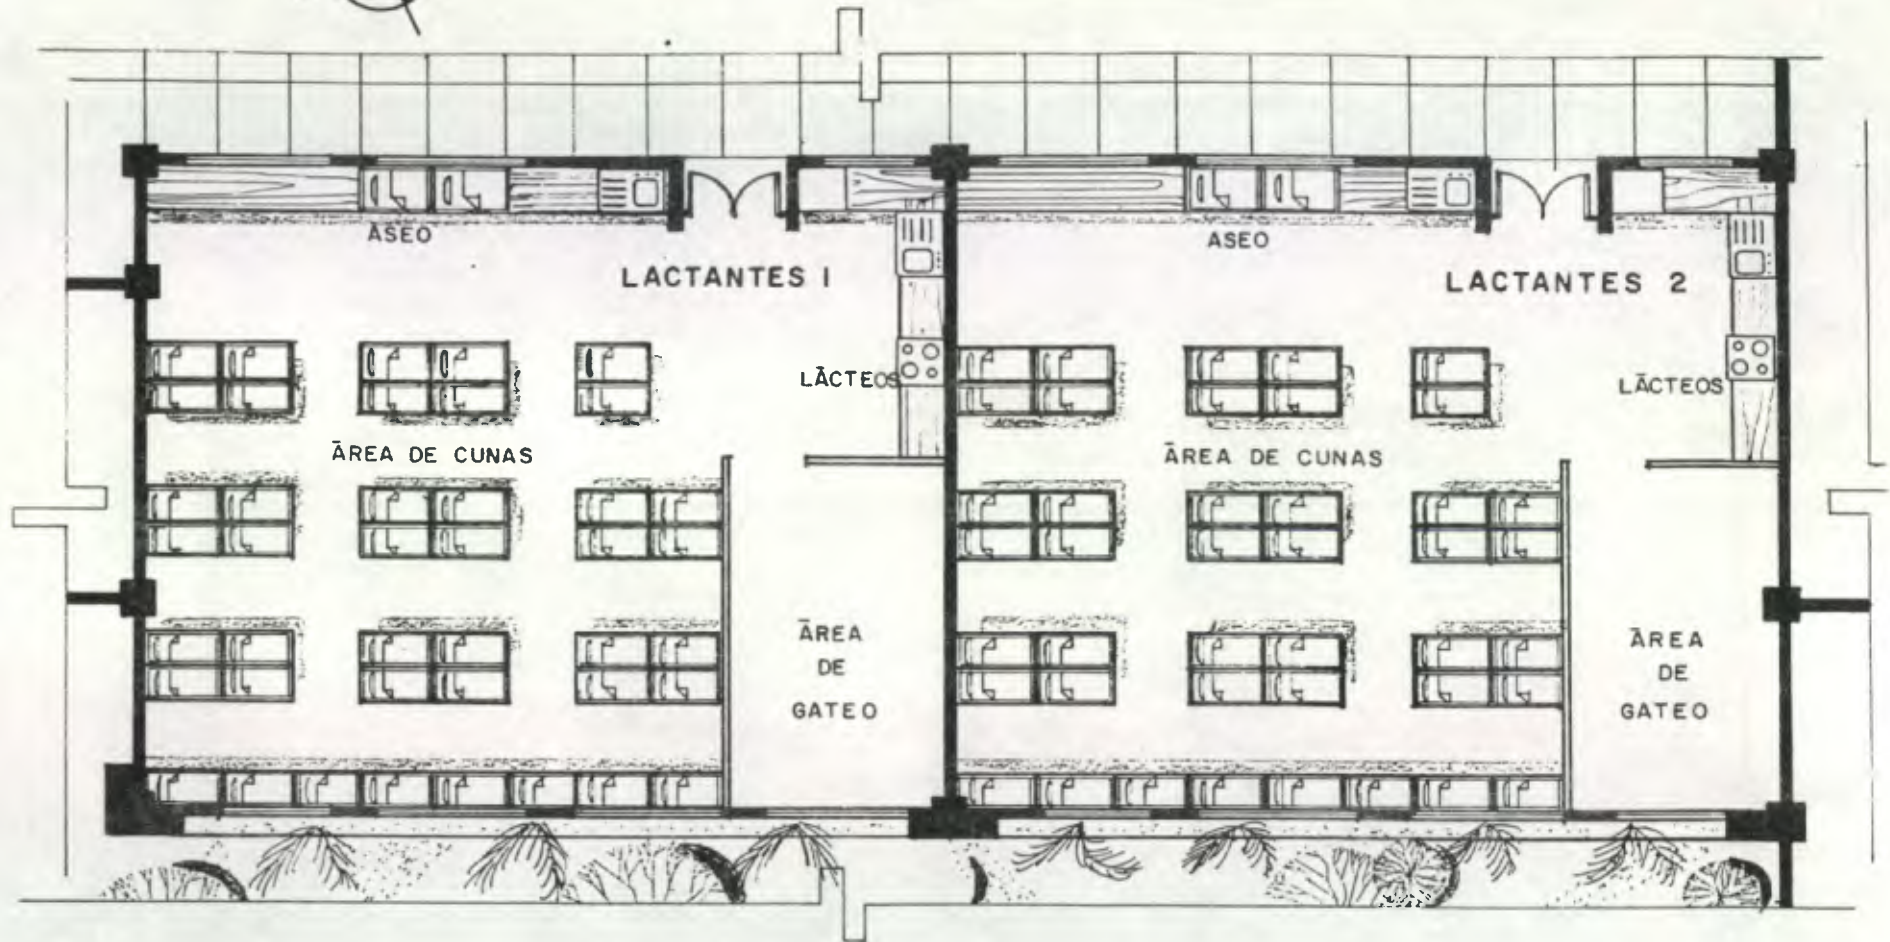 ASEO
LACTANTES 1
LĀCTEOS
ĀREA DE CUNAS
ĀREA
DE
GATEO
ASEO
LACTANTES 2
LĀCTEOS
ĀREA DE CUNAS
ĀREA
DE
GATEO